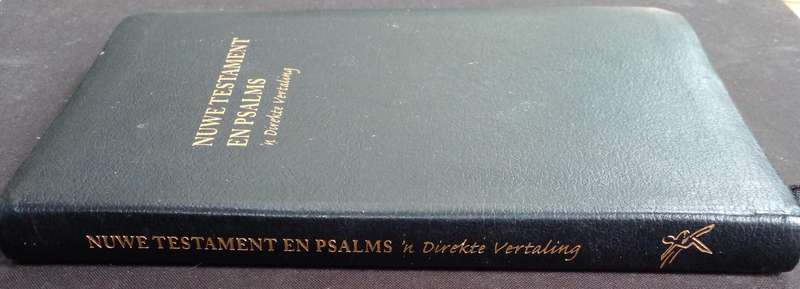 NUWE TESTAMENT
EN PSALMS
'n Direkte Vertaling
NUWE TESTAMENT EN PSALMS 'n Direkte Vertaling